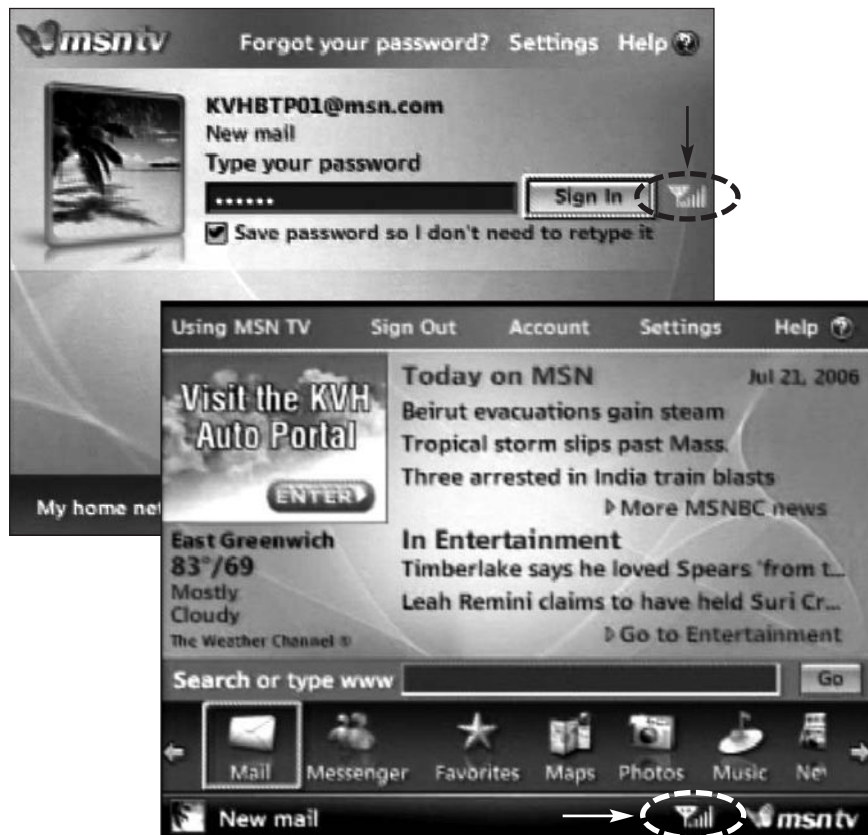 msntv Forgot your password? Settings Help ?
KVHBTP01@msn.com
New mail
Type your password
...... Sign In
Save password so I don't need to retype it
My home net
Using MSN TV Sign Out Account Settings Help ?
Visit the KVH
Auto Portal
ENTER
Today on MSN Jul 21, 2006
Beirut evacuations gain steam
Tropical storm slips past Mass.
Three arrested in India train blasts
More MSNBC news
East Greenwich
83°/69
Mostly
Cloudy
The Weather Channel ®
In Entertainment
Timberlake says he loved Spears 'from t...
Leah Remini claims to have held Suri Cr...
Go to Entertainment
Search or type www Go
Mail Messenger Favorites Maps Photos Music Ne
New mail msntv